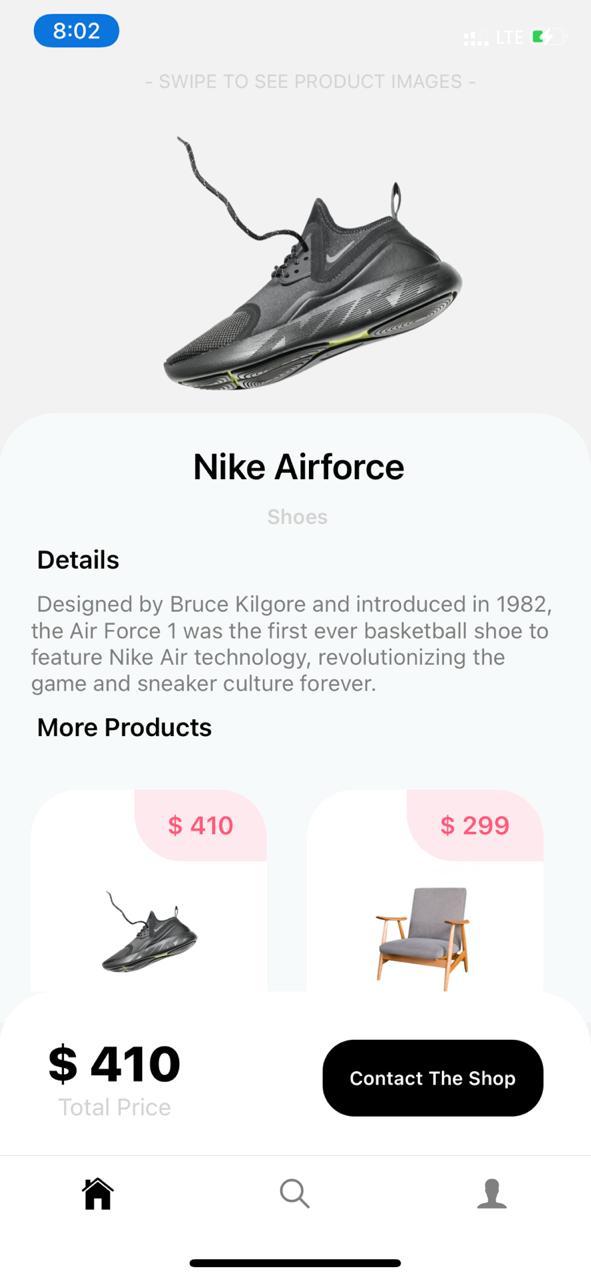 8:02
LTE
- SWIPE TO SEE PRODUCT IMAGES -
Nike Airforce
Shoes
Details
Designed by Bruce Kilgore and introduced in 1982,
the Air Force 1 was the first ever basketball shoe to
feature Nike Air technology, revolutionizing the
game and sneaker culture forever.
More Products
$ 410
$ 299
$ 410
Total Price
Contact The Shop